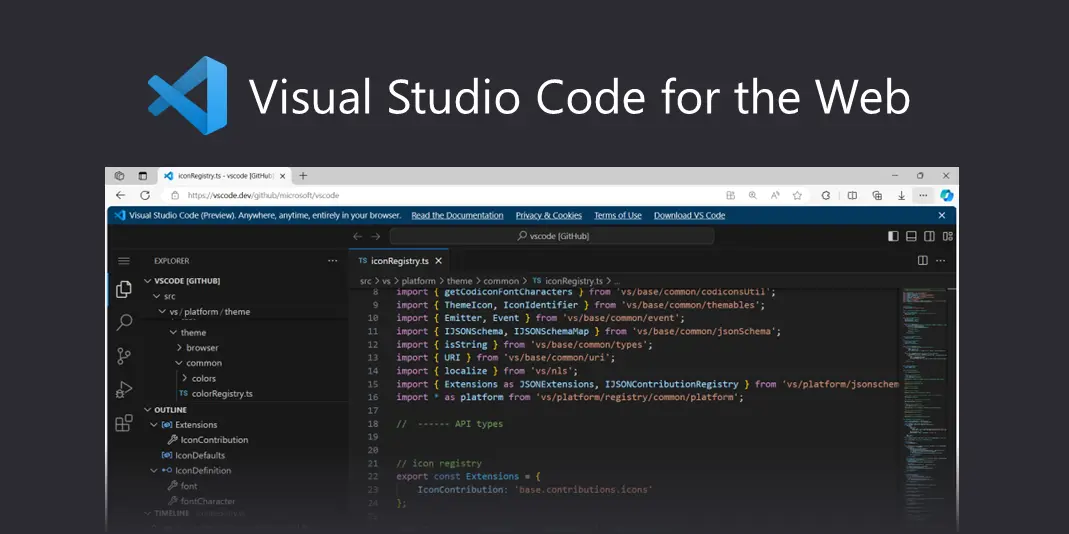 Visual Studio Code for the Web
iconRegistry.ts - vscode [GitHub]
https://vscode.dev/github/microsoft/vscode
Visual Studio Code (Preview). Anywhere, anytime, entirely in your browser. Read the Documentation Privacy & Cookies Terms of Use Download VS Code
vscode [GitHub]
EXPLORER
VSCODE [GITHUB]
src
vs / platform / theme
theme
browser
common
colors
TS colorRegistry.ts
OUTLINE
Extensions
IconContribution
IconDefaults
IconDefinition
font
fontCharacter
TIMELINE
TS iconRegistry.ts
src > vs > platform > theme > common > TS iconRegistry.ts > ...
8 import { getCodiconFontCharacters } from 'vs/base/common/codiconsUtil';
9 import { ThemeIcon, IconIdentifier } from 'vs/base/common/themables';
10 import { Emitter, Event } from 'vs/base/common/event';
11 import { IJSONSchema, IJSONSchemaMap } from 'vs/base/common/jsonSchema';
12 import { isString } from 'vs/base/common/types';
13 import { URI } from 'vs/base/common/uri';
14 import { localize } from 'vs/nls';
15 import { Extensions as JSONExtensions, IJSONContributionRegistry } from 'vs/platform/jsonschem
16 import * as platform from 'vs/platform/registry/common/platform';
17
18 // ------ API types
19
20
21 // icon registry
22 export const Extensions = {
23 IconContribution: 'base.contributions.icons'
24 };